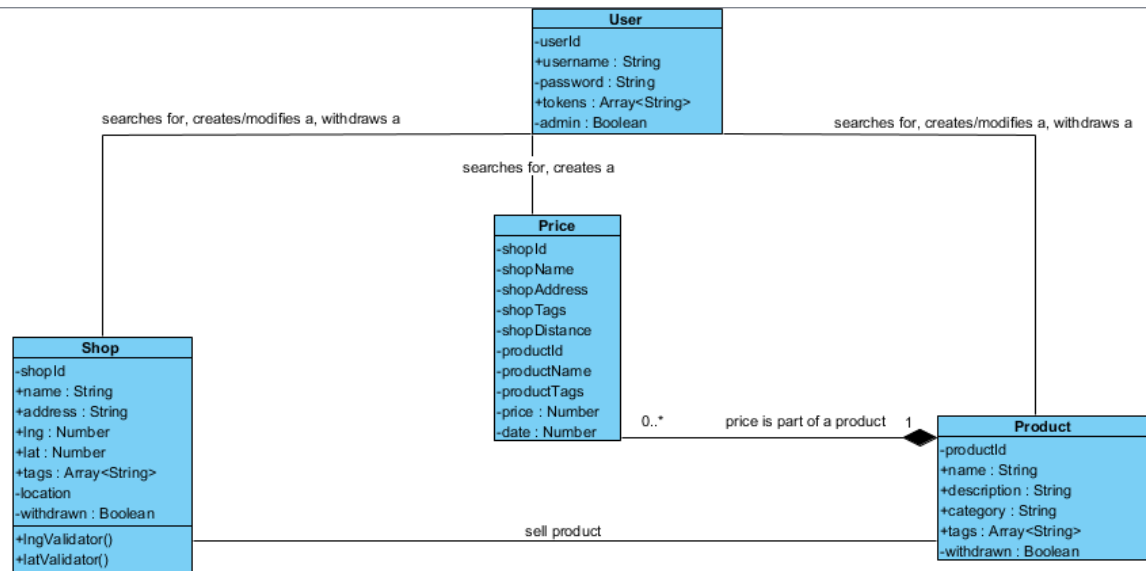 User
-userId
+username : String
-password : String
+tokens : Array<String>
-admin : Boolean
searches for, creates/modifies a, withdraws a
searches for, creates/modifies a, withdraws a
searches for, creates a
Price
-shopId
-shopName
-shopAddress
-shopTags
-shopDistance
-productId
-productName
-productTags
-price : Number
-date : Number
Shop
-shopId
+name : String
+address : String
+lng : Number
+lat : Number
+tags : Array<String>
-location
-withdrawn : Boolean
+lngValidator()
+latValidator()
0..*
price is part of a product
1
Product
-productId
+name : String
+description : String
+category : String
+tags : Array<String>
-withdrawn : Boolean
sell product